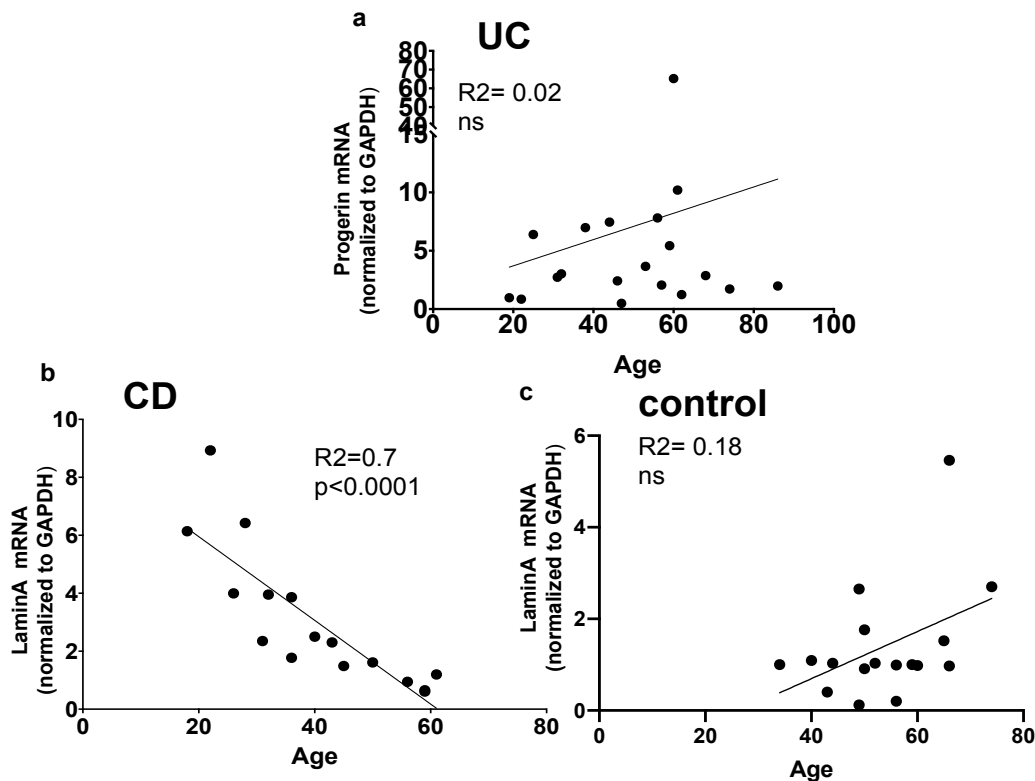 a
UC
80
70
60
50
40
15
10
5
0
R2= 0.02
ns
Progerin mRNA
(normalized to GAPDH)
0 20 40 60 80 100
Age
b
CD
10
8
6
4
2
0
R2=0.7
p<0.0001
LaminA mRNA
(normalized to GAPDH)
0 20 40 60 80
Age
c
control
6
4
2
0
R2= 0.18
ns
LaminA mRNA
(normalized to GAPDH)
0 20 40 60 80
Age